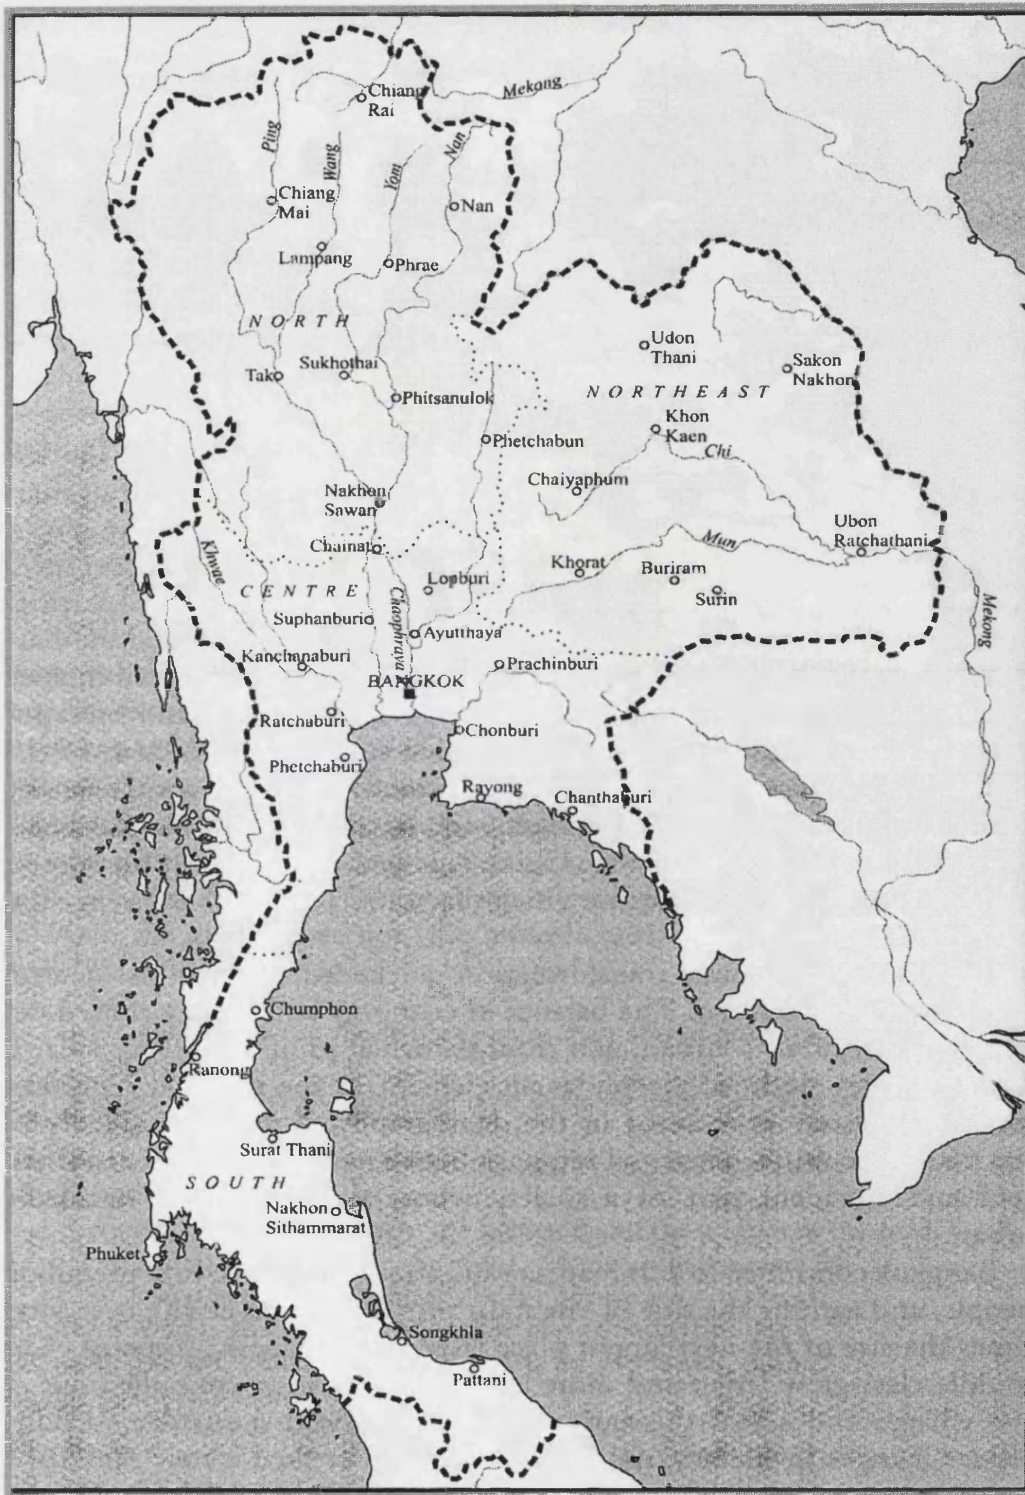 Chiang
Rai
Mekong
Ping
Wang
Yom
Nan
Chiang
Mai
Nan
Lampang
Phrae
NORTH
Udon
Thani
Sakon
Nakhon
Sukhothai
Tak
NORTHEAST
Phitsanulok
Khon
Kaen
Phetchabun
Chi
Chaiyaphum
Nakhon
Sawan
Ubon
Ratchathani
Mun
Chainat
Khwae
Khorat
Buriram
Surin
Lopburi
CENTRE
Chaophraya
Mekong
Suphanburi
Ayutthaya
Kanchanaburi
Prachinburi
BANGKOK
Ratchaburi
Chonburi
Phetchaburi
Rayong
Chanthaburi
Chumphon
Ranong
Surat Thani
SOUTH
Nakhon
Sithammarat
Phuket
Songkhla
Pattani